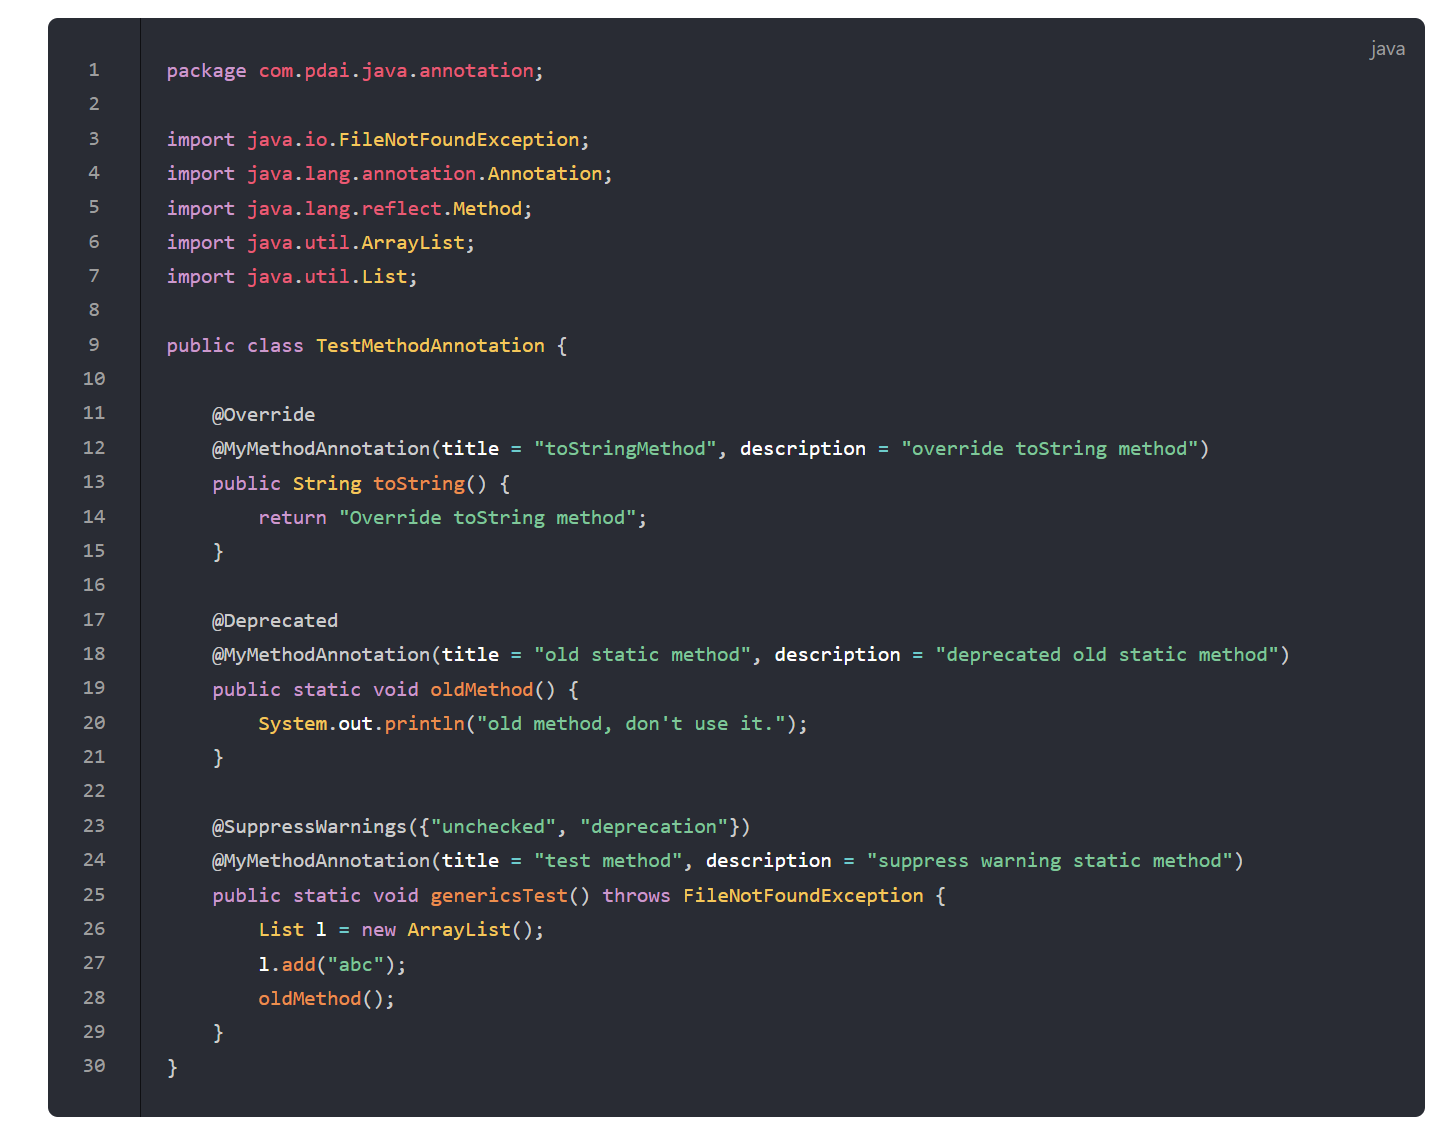 java
1 package com.pdai.java.annotation;
2
3 import java.io.FileNotFoundException;
4 import java.lang.annotation.Annotation;
5 import java.lang.reflect.Method;
6 import java.util.ArrayList;
7 import java.util.List;
8
9 public class TestMethodAnnotation {
10
11     @Override
12     @MyMethodAnnotation(title = "toStringMethod", description = "override toString method")
13     public String toString() {
14         return "Override toString method";
15     }
16
17     @Deprecated
18     @MyMethodAnnotation(title = "old static method", description = "deprecated old static method")
19     public static void oldMethod() {
20         System.out.println("old method, don't use it.");
21     }
22
23     @SuppressWarnings({"unchecked", "deprecation"})
24     @MyMethodAnnotation(title = "test method", description = "suppress warning static method")
25     public static void genericsTest() throws FileNotFoundException {
26         List l = new ArrayList();
27         l.add("abc");
28         oldMethod();
29     }
30 }